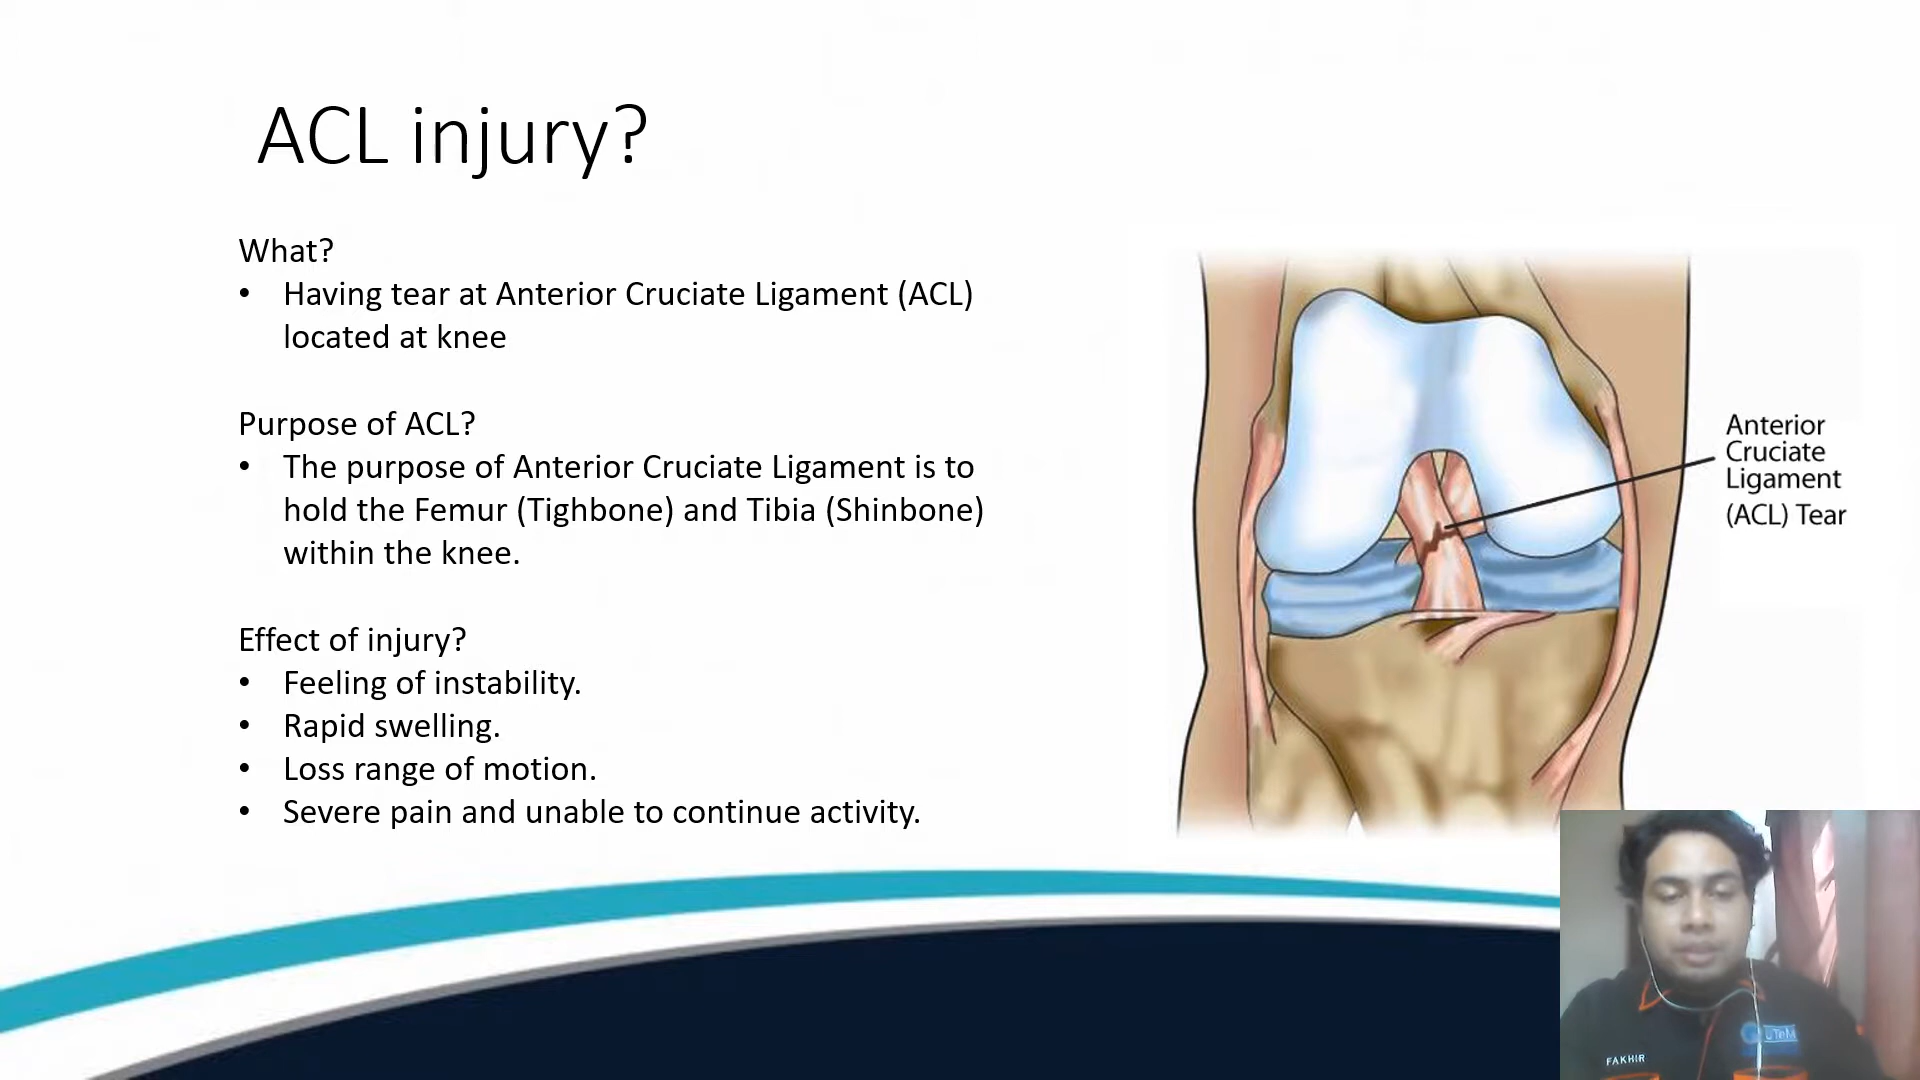 ACL injury?
What?
• Having tear at Anterior Cruciate Ligament (ACL)
located at knee
Purpose of ACL?
• The purpose of Anterior Cruciate Ligament is to
hold the Femur (Tighbone) and Tibia (Shinbone)
within the knee.
Effect of injury?
• Feeling of instability.
• Rapid swelling.
• Loss range of motion.
• Severe pain and unable to continue activity.
Anterior
Cruciate
Ligament
(ACL) Tear
UTeM
FAKHIR